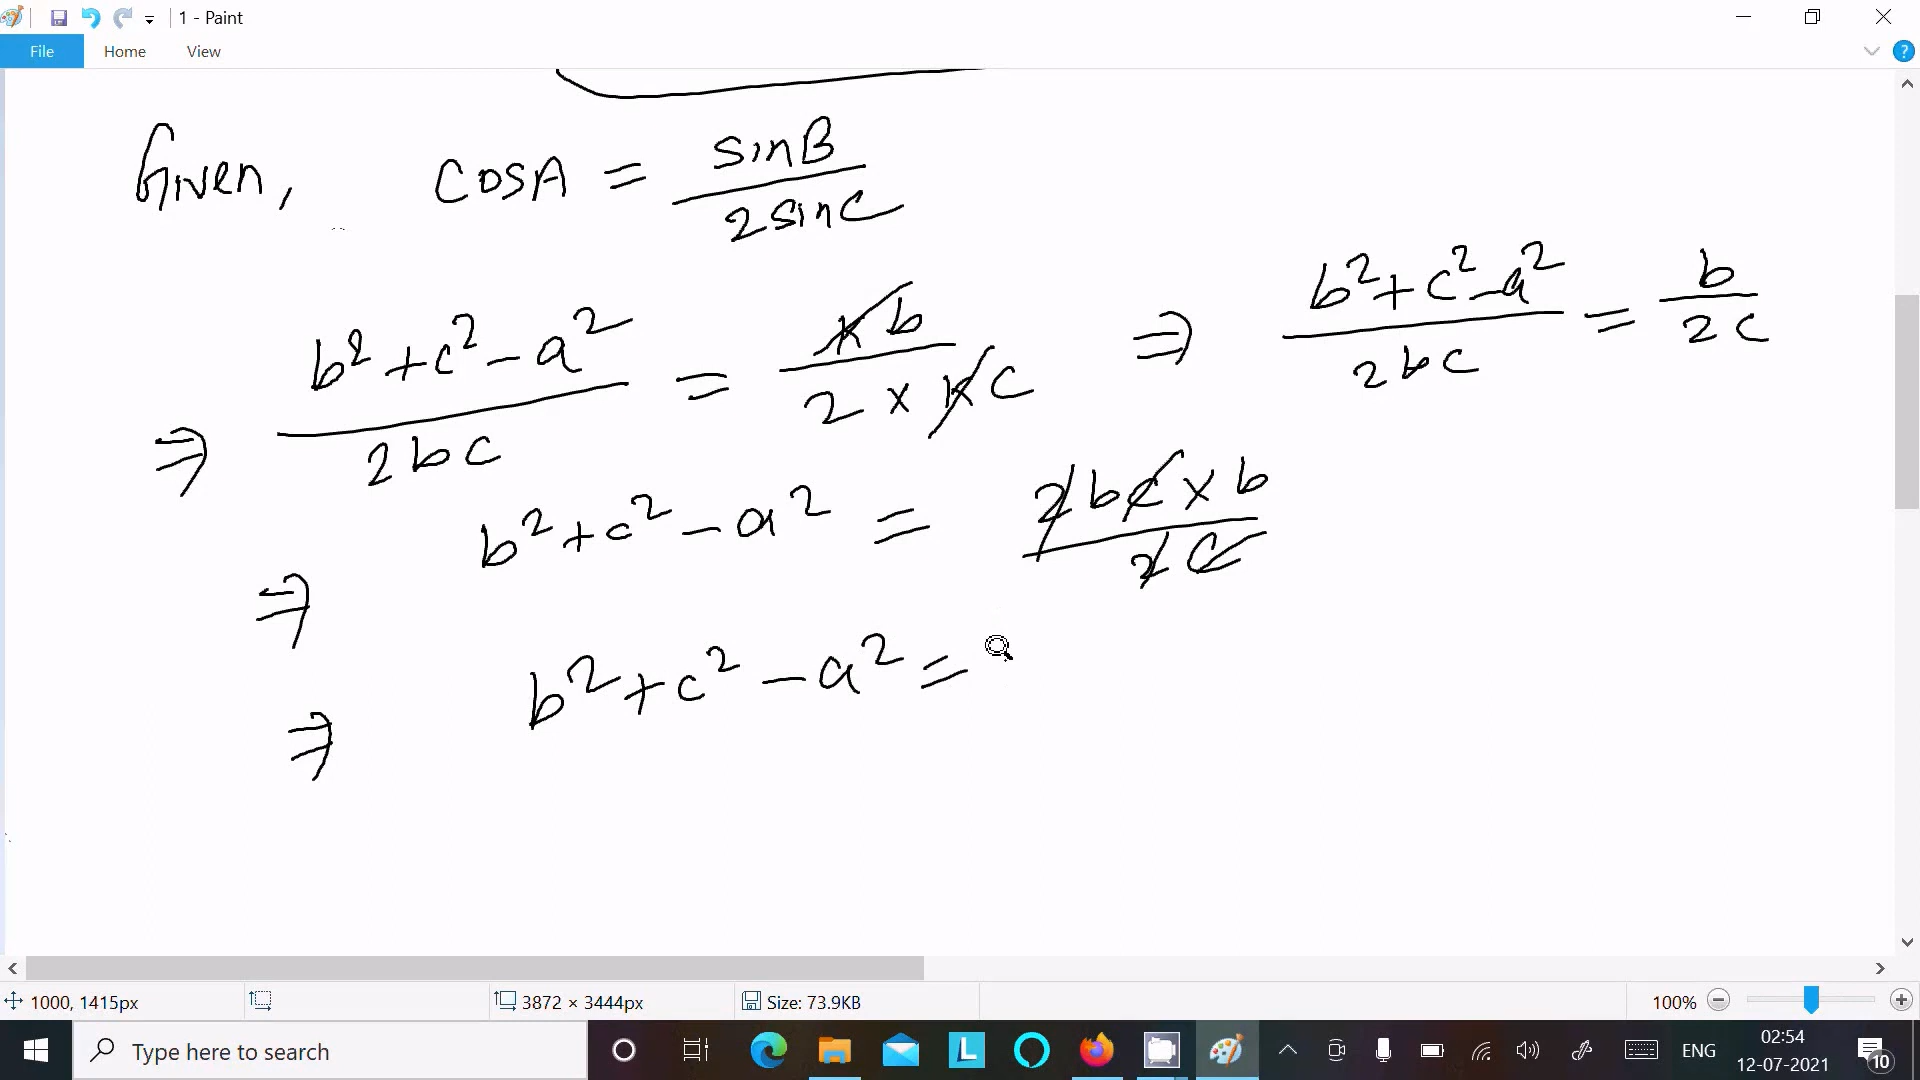 1 - Paint
File Home View
Given, cosA = sinB / 2sinC
⇒ b²+c²-a² / 2bc = kb / 2×kc ⇒ b²+c²-a² / 2bc = b / 2c
⇒ b²+c²-a² = 2bc×b / 2c
⇒ b²+c²-a² =
1000, 1415px 3872 × 3444px Size: 73.9KB 100%
Type here to search L ENG 02:54
12-07-2021 10